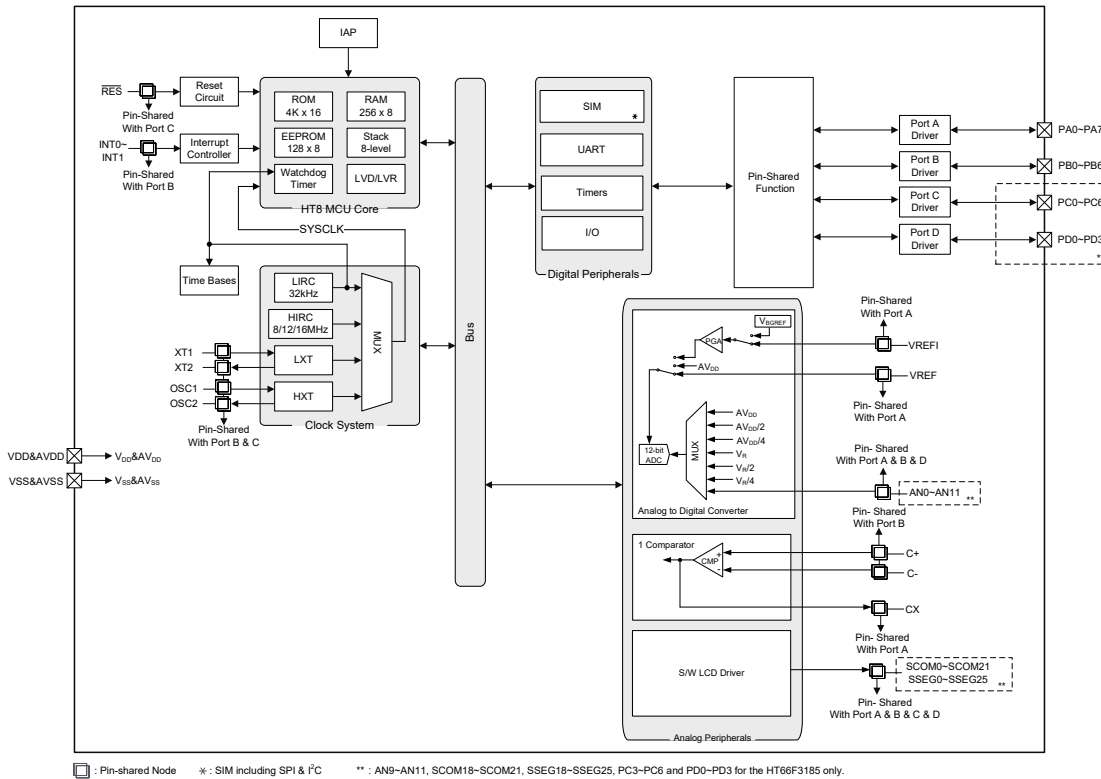 IAP
RES
Reset
Circuit
Pin-Shared
With Port C
INT0~
INT1
Interrupt
Controller
Pin-Shared
With Port B
ROM
4K x 16
RAM
256 x 8
EEPROM
128 x 8
Stack
8-level
Watchdog
Timer
LVD/LVR
HT8 MCU Core
SYSCLK
Time Bases
LIRC
32kHz
HIRC
8/12/16MHz
LXT
HXT
MUX
Clock System
XT1
XT2
OSC1
OSC2
Pin-Shared
With Port B & C
VDD&AVDD
VDD&AVDD
VSS&AVSS
VSS&AVSS
Bus
SIM
*
UART
Timers
I/O
Digital Peripherals
Pin-Shared
Function
Port A
Driver
Port B
Driver
Port C
Driver
Port D
Driver
PA0~PA7
PB0~PB6
PC0~PC6
PD0~PD3
VBGREF
PGA
AVDD
12-bit
ADC
MUX
AVDD
AVDD/2
AVDD/4
VR
VR/2
VR/4
Analog to Digital Converter
Pin-Shared
With Port A
VREFI
VREF
Pin- Shared
With Port A
Pin- Shared
With Port A & B & D
AN0~AN11
**
Pin- Shared
With Port B
1 Comparator
CMP
+
-
C+
C-
CX
Pin- Shared
With Port A
S/W LCD Driver
SCOM0~SCOM21
SSEG0~SSEG25
**
Pin- Shared
With Port A & B & C & D
Analog Peripherals
: Pin-shared Node
* : SIM including SPI & I²C
** : AN9~AN11, SCOM18~SCOM21, SSEG18~SSEG25, PC3~PC6 and PD0~PD3 for the HT66F3185 only.